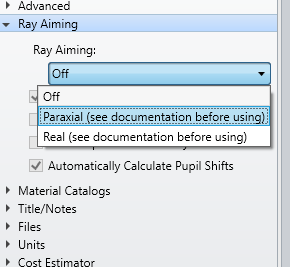 Advanced
Ray Aiming
Ray Aiming:
Off
Off
Paraxial (see documentation before using)
Real (see documentation before using)
Automatically Calculate Pupil Shifts
Material Catalogs
Title/Notes
Files
Units
Cost Estimator